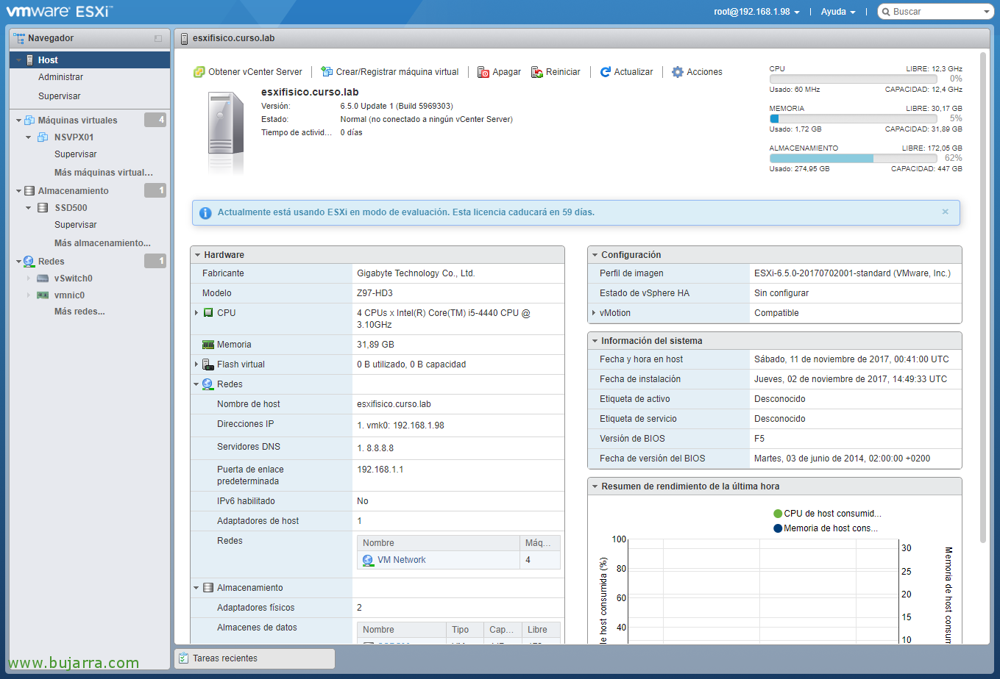 vmware ESXi™
root@192.168.1.98
Ayuda
Buscar
Navegador
Host
Administrar
Supervisar
Máquinas virtuales
4
NSVPX01
Supervisar
Más máquinas virtual...
Almacenamiento
1
SSD500
Supervisar
Más almacenamiento...
Redes
1
vSwitch0
vmnic0
Más redes...
esxifisico.curso.lab
Obtener vCenter Server
Crear/Registrar máquina virtual
Apagar
Reiniciar
Actualizar
Acciones
esxifisico.curso.lab
Versión: 6.5.0 Update 1 (Build 5969303)
Estado: Normal (no conectado a ningún vCenter Server)
Tiempo de activid... 0 días
CPU LIBRE: 12,3 GHz
0%
Usado: 60 MHz CAPACIDAD: 12,4 GHz
MEMORIA LIBRE: 30,17 GB
5%
Usado: 1,72 GB CAPACIDAD: 31,89 GB
ALMACENAMIENTO LIBRE: 172,05 GB
62%
Usado: 274,95 GB CAPACIDAD: 447 GB
Actualmente está usando ESXi en modo de evaluación. Esta licencia caducará en 59 días.
Hardware
Fabricante Gigabyte Technology Co., Ltd.
Modelo Z97-HD3
CPU 4 CPUs x Intel(R) Core(TM) i5-4440 CPU @
3.10GHz
Memoria 31,89 GB
Flash virtual 0 B utilizado, 0 B capacidad
Redes
Nombre de host esxifisico.curso.lab
Direcciones IP 1. vmk0: 192.168.1.98
Servidores DNS 1. 8.8.8.8
Puerta de enlace 192.168.1.1
predeterminada
IPv6 habilitado No
Adaptadores de host 1
Redes
Nombre Máq...
VM Network 4
Almacenamiento
Adaptadores físicos 2
Almacenes de datos
Nombre Tipo Cap... Libre
Configuración
Perfil de imagen ESXi-6.5.0-20170702001-standard (VMware, Inc.)
Estado de vSphere HA Sin configurar
vMotion Compatible
Información del sistema
Fecha y hora en host Sábado, 11 de noviembre de 2017, 00:41:00 UTC
Fecha de instalación Jueves, 02 de noviembre de 2017, 14:49:33 UTC
Etiqueta de activo Desconocido
Etiqueta de servicio Desconocido
Versión de BIOS F5
Fecha de versión del BIOS Martes, 03 de junio de 2014, 02:00:00 +0200
Resumen de rendimiento de la última hora
CPU de host consumid...
Memoria de host cons...
100
80
60
40
de host consumida (%)
30
25
20
15
10
Memoria de host consum
Tareas recientes
www.bujarra.com